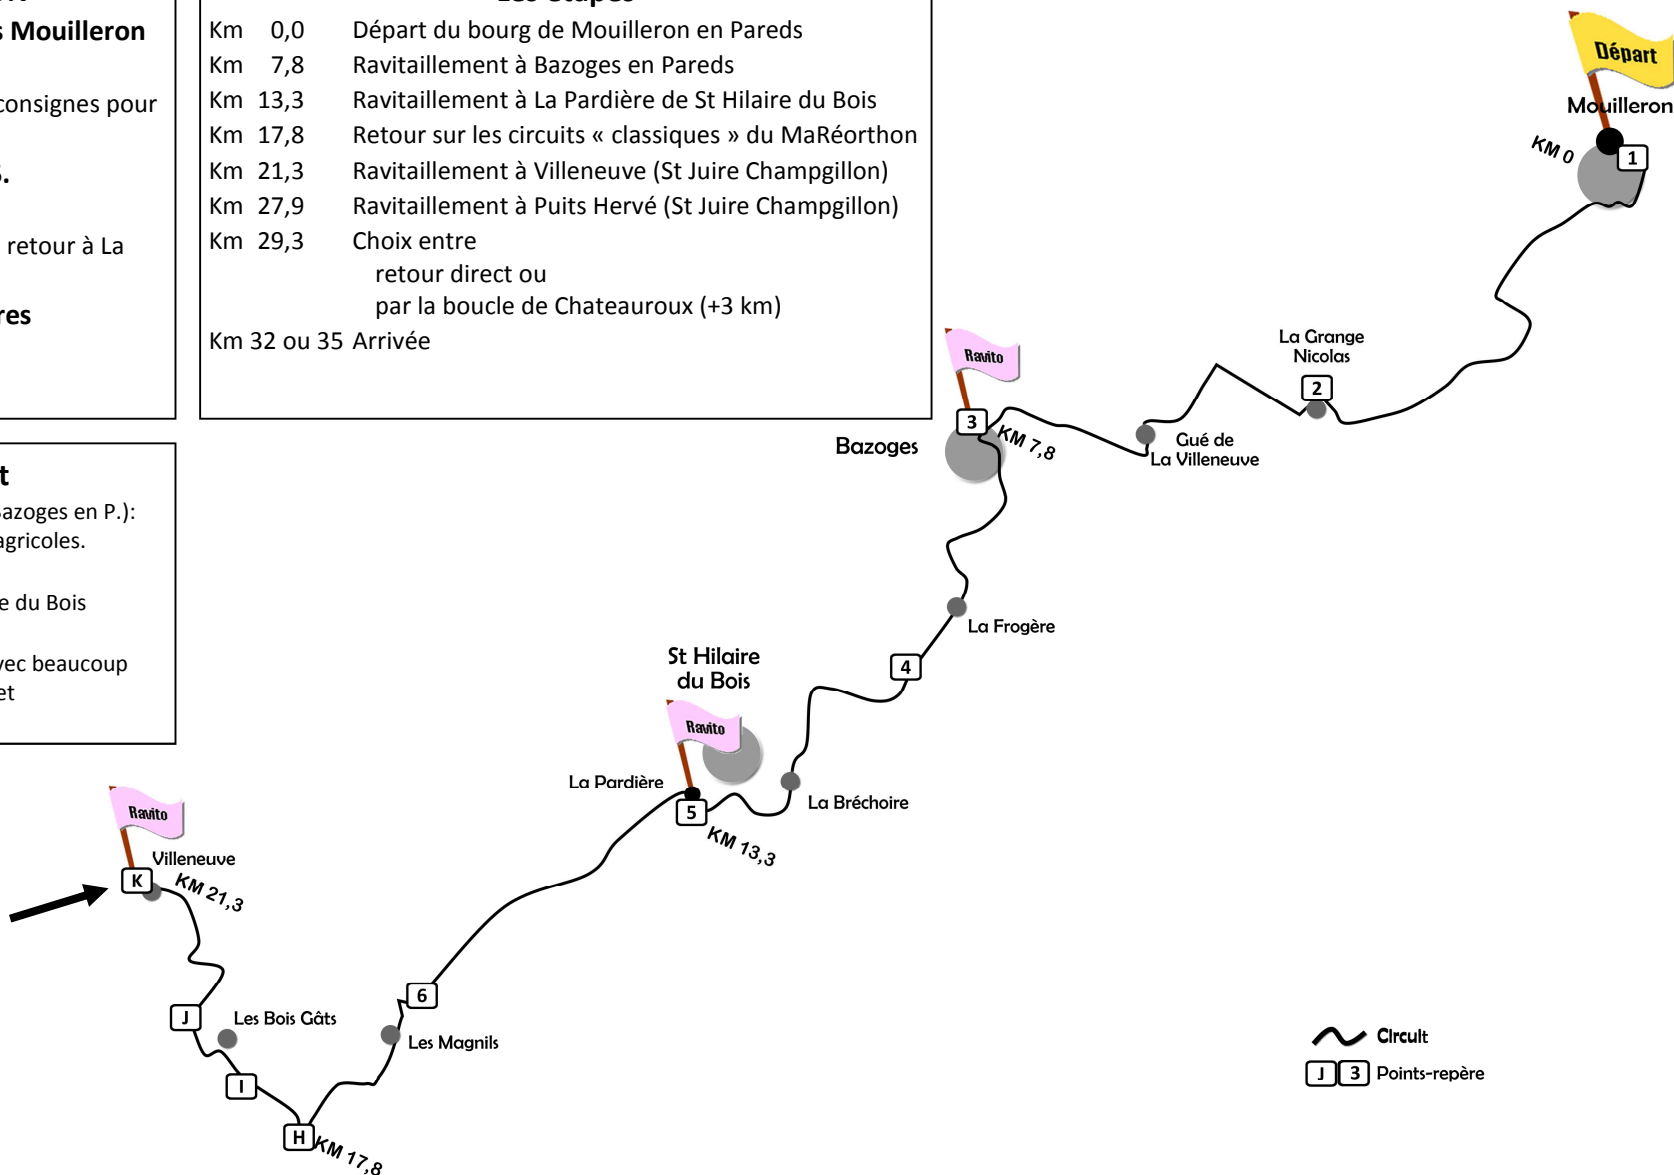 s Mouilleron
consignes pour
retour à La
res
Les étapes
Km 0,0 Départ du bourg de Mouilleron en Pareds
Km 7,8 Ravitaillement à Bazoges en Pareds
Km 13,3 Ravitaillement à La Pardière de St Hilaire du Bois
Km 17,8 Retour sur les circuits « classiques » du MaRéorthon
Km 21,3 Ravitaillement à Villeneuve (St Juire Champgillon)
Km 27,9 Ravitaillement à Puits Hervé (St Juire Champgillon)
Km 29,3 Choix entre
retour direct ou
par la boucle de Chateauroux (+3 km)
Km 32 ou 35 Arrivée
t
azoges en P.):
agricoles.
e du Bois
vec beaucoup
et
Départ
Mouilleron
KM 0
1
La Grange
Nicolas
2
Gué de
La Villeneuve
Ravito
3
KM 7,8
Bazoges
La Frogère
4
St Hilaire
du Bois
Ravito
La Pardière
5
KM 13,3
La Bréchoire
Ravito
Villeneuve
K
KM 21,3
6
J
Les Bois Gâts
Les Magnils
I
H
KM 17,8
Circuit
J 3 Points-repère